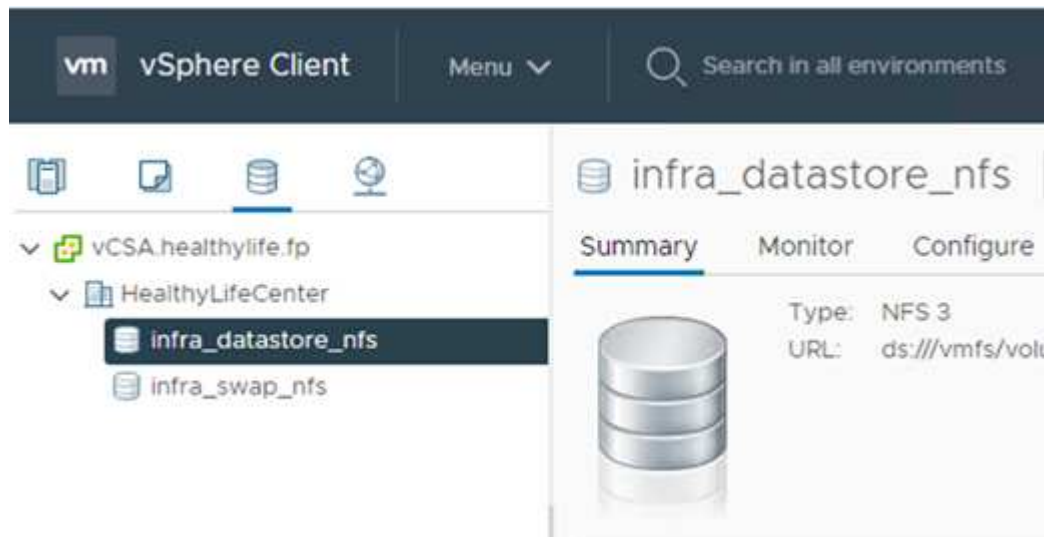 vm vSphere Client Menu Search in all environments
vCSA.healthylife.fp
HealthyLifeCenter
infra_datastore_nfs
infra_swap_nfs
infra_datastore_nfs
Summary Monitor Configure
Type: NFS 3
URL: ds:///vmfs/volu